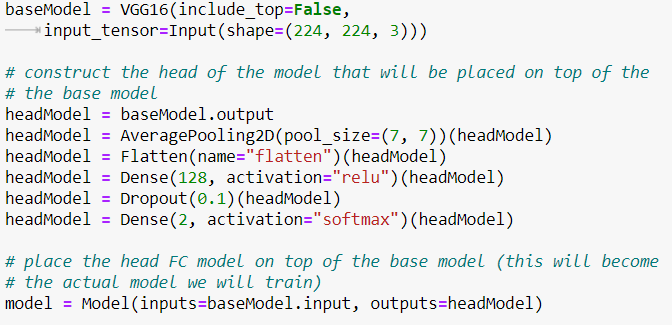 baseModel = VGG16(include_top=False,
input_tensor=Input(shape=(224, 224, 3)))
# construct the head of the model that will be placed on top of the
# the base model
headModel = baseModel.output
headModel = AveragePooling2D(pool_size=(7, 7))(headModel)
headModel = Flatten(name="flatten")(headModel)
headModel = Dense(128, activation="relu")(headModel)
headModel = Dropout(0.1)(headModel)
headModel = Dense(2, activation="softmax")(headModel)
# place the head FC model on top of the base model (this will become
# the actual model we will train)
model = Model(inputs=baseModel.input, outputs=headModel)